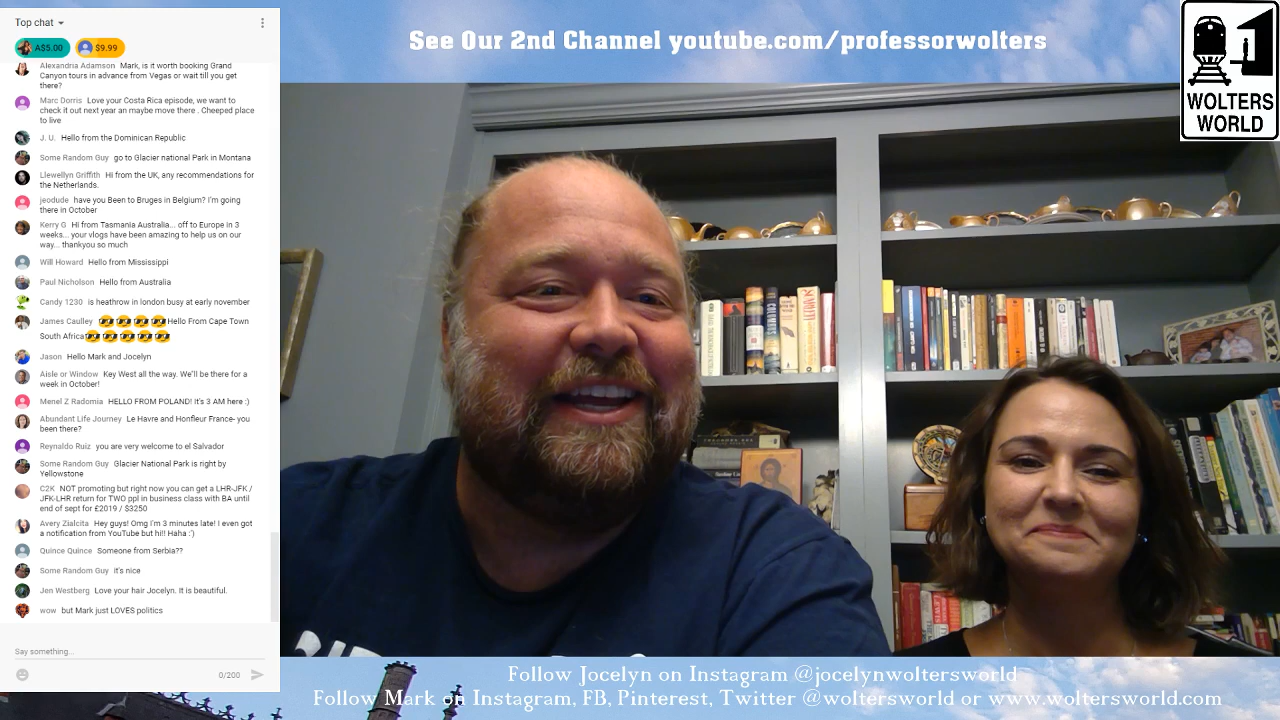 Top chat
A$5.00 $9.99
Alexandria Adamson Mark, is it worth booking Grand
Canyon tours in advance from Vegas or wait till you get
there?
Marc Dorris Love your Costa Rica episode, we want to
check it out next year an maybe move there . Cheeped place
to live
J. U. Hello from the Dominican Republic
Some Random Guy go to Glacier national Park in Montana
Llewellyn Griffith Hi from the UK, any recommendations for
the Netherlands.
jeodude have you Been to Bruges in Belgium? I'm going
there in October
Kerry G Hi from Tasmania Australia... off to Europe in 3
weeks... your vlogs have been amazing to help us on our
way... thankyou so much
Will Howard Hello from Mississippi
Paul Nicholson Hello from Australia
Candy 1230 is heathrow in london busy at early november
James Caulley Hello From Cape Town
South Africa
Jason Hello Mark and Jocelyn
Aisle or Window Key West all the way. We'll be there for a
week in October!
Menel Z Radomia HELLO FROM POLAND! It's 3 AM here :)
Abundant Life Journey Le Havre and Honfleur France- you
been there?
Reynaldo Ruiz you are very welcome to el Salvador
Some Random Guy Glacier National Park is right by
Yellowstone
C2K NOT promoting but right now you can get a LHR-JFK /
JFK-LHR return for TWO ppl in business class with BA until
end of sept for £2019 / $3250
Avery Zialcita Hey guys! Omg I'm 3 minutes late! I even got
a notification from YouTube but hi!! Haha :')
Quince Quince Someone from Serbia??
Some Random Guy it's nice
Jen Westberg Love your hair Jocelyn. It is beautiful.
wow but Mark just LOVES politics
Say something...
0/200
See Our 2nd Channel youtube.com/professorwolters
WOLTERS
WORLD
Follow Jocelyn on Instagram @jocelynwoltersworld
Follow Mark on Instagram, FB, Pinterest, Twitter @woltersworld or www.woltersworld.com